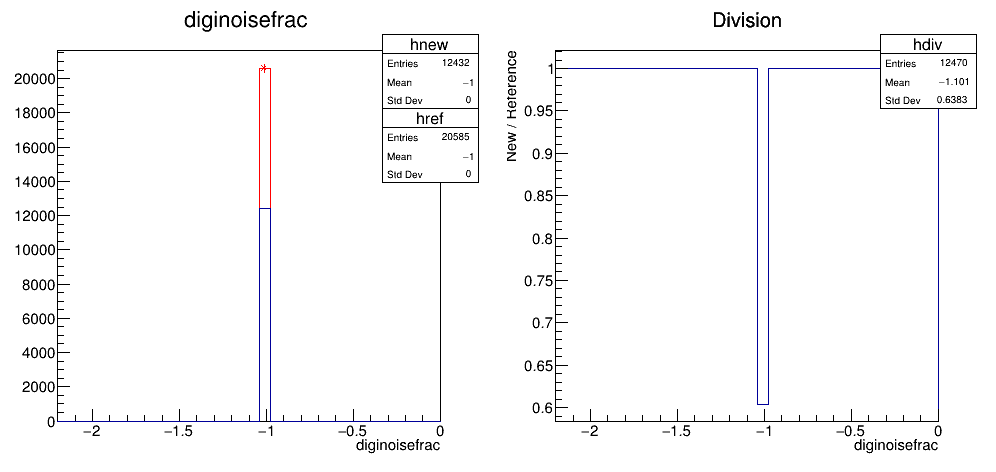 diginoisefrac
hnew
Entries 12432
Mean −1
Std Dev 0
href
Entries 20585
Mean −1
Std Dev 0
20000
18000
16000
14000
12000
10000
8000
6000
4000
2000
0
−2 −1.5 −1 −0.5 0
diginoisefrac
Division
hdiv
Entries 12470
Mean −1.101
Std Dev 0.6383
New / Reference
1
0.95
0.9
0.85
0.8
0.75
0.7
0.65
0.6
−2 −1.5 −1 −0.5 0
diginoisefrac